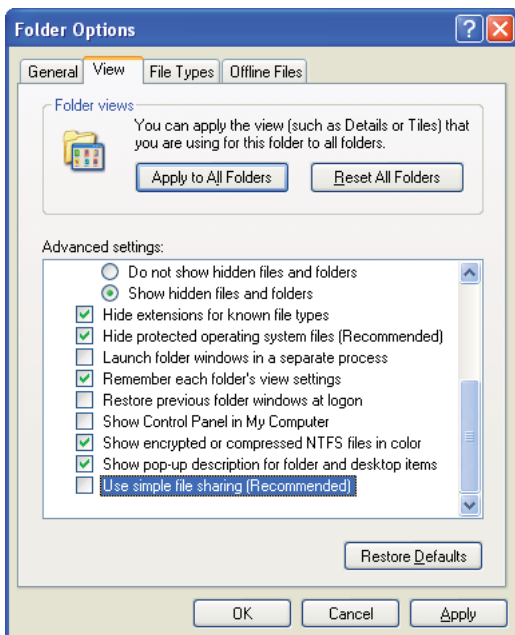 Folder Options
General View File Types Offline Files
Folder views
You can apply the view (such as Details or Tiles) that
you are using for this folder to all folders.
Apply to All Folders Reset All Folders
Advanced settings:
Do not show hidden files and folders
Show hidden files and folders
Hide extensions for known file types
Hide protected operating system files (Recommended)
Launch folder windows in a separate process
Remember each folder's view settings
Restore previous folder windows at logon
Show Control Panel in My Computer
Show encrypted or compressed NTFS files in color
Show pop-up description for folder and desktop items
Use simple file sharing (Recommended)
Restore Defaults
OK Cancel Apply